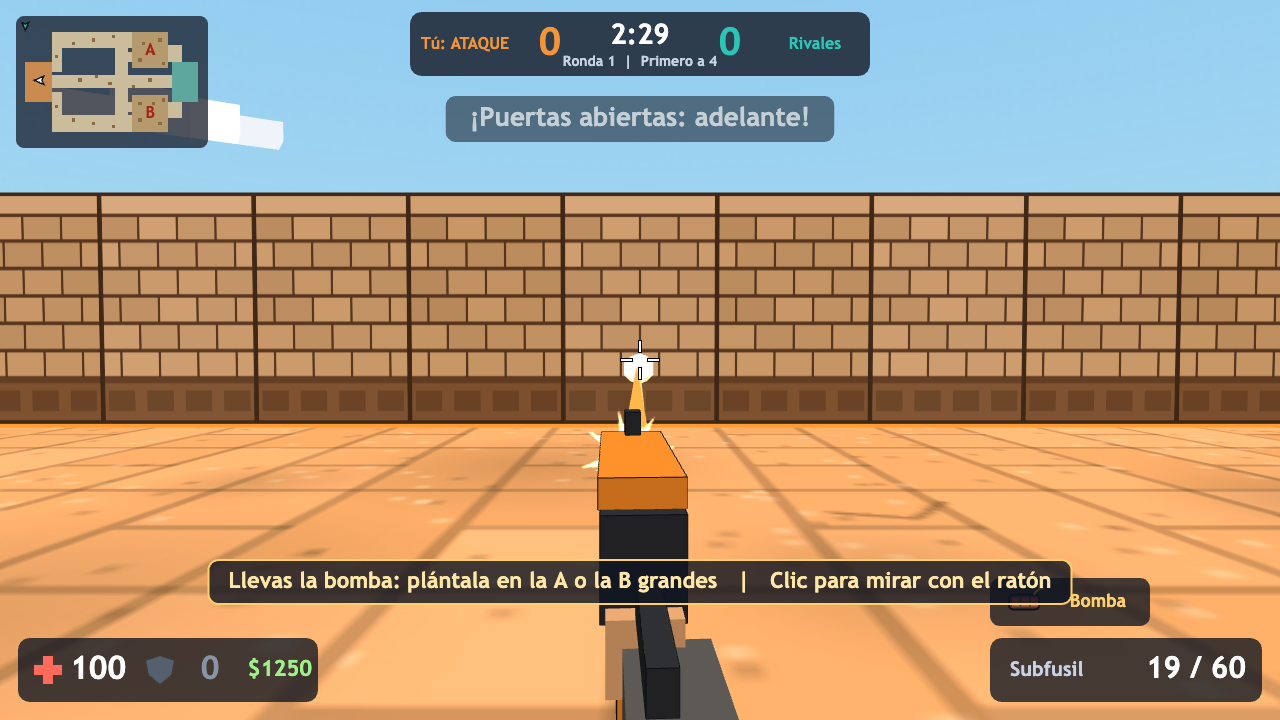 A
B
Tú: ATAQUE
0
2:29
0
Rivales
Ronda 1 | Primero a 4
¡Puertas abiertas: adelante!
Llevas la bomba: plántala en la A o la B grandes | Clic para mirar con el ratón
Bomba
100
0
$1250
Subfusil
19 / 60